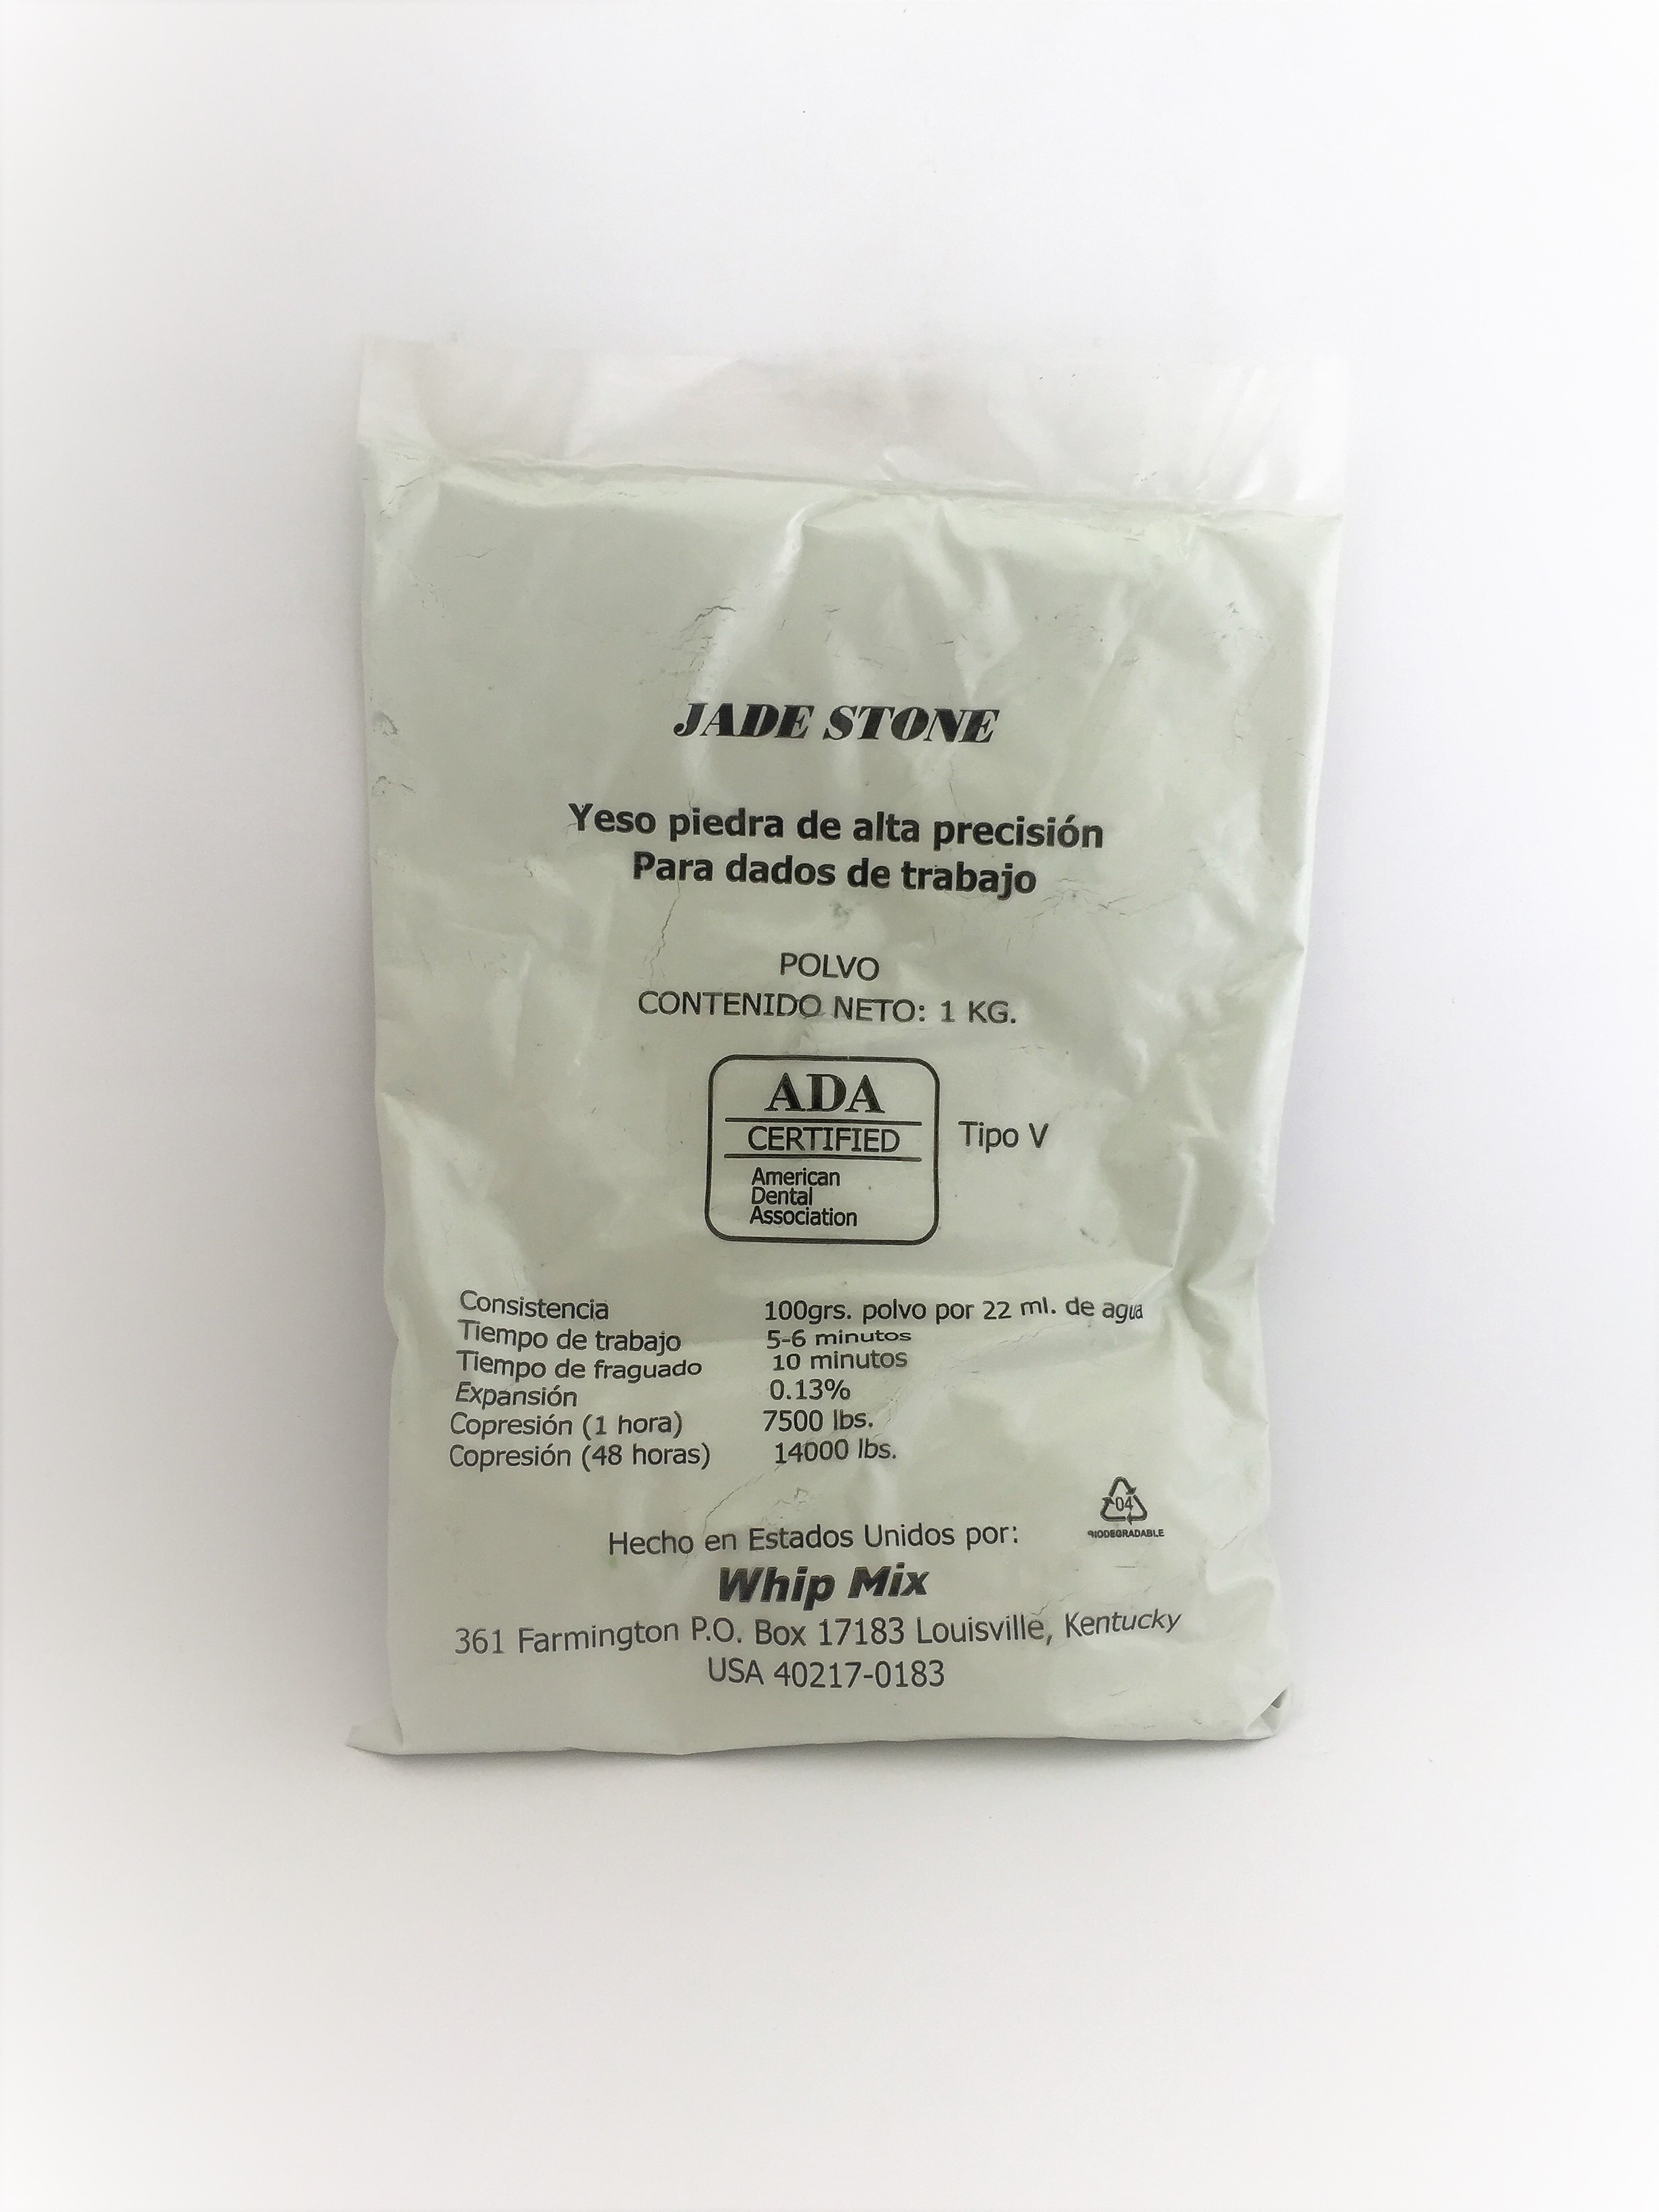 JADE STONE
Yeso piedra de alta precisión
Para dados de trabajo
POLVO
CONTENIDO NETO: 1 KG.
ADA
CERTIFIED
American
Dental
Association
Tipo V
Consistencia 100grs. polvo por 22 ml. de agua
Tiempo de trabajo 5-6 minutos
Tiempo de fraguado 10 minutos
Expansión 0.13%
Copresión (1 hora) 7500 lbs.
Copresión (48 horas) 14000 lbs.
04
BIODEGRADABLE
Hecho en Estados Unidos por:
Whip Mix
361 Farmington P.O. Box 17183 Louisville, Kentucky
USA 40217-0183